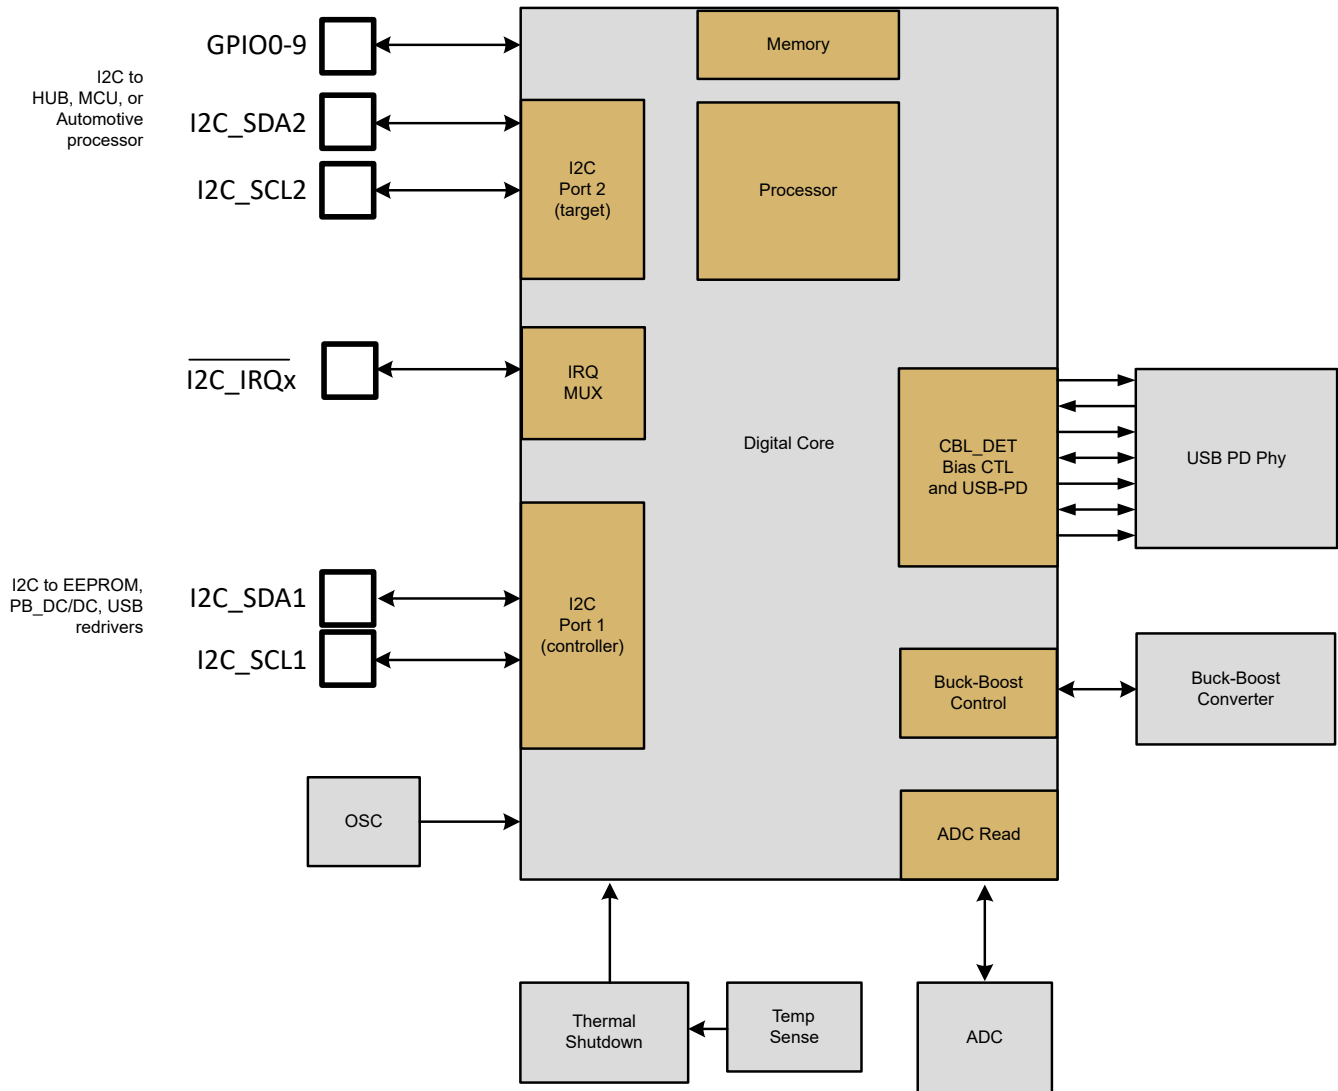 GPIO0-9
I2C to
HUB, MCU, or
Automotive
processor
I2C_SDA2
I2C_SCL2
I2C_IRQx
I2C to EEPROM,
PB_DC/DC, USB
redrivers
I2C_SDA1
I2C_SCL1
OSC
Memory
I2C
Port 2
(target)
Processor
IRQ
MUX
Digital Core
CBL_DET
Bias CTL
and USB-PD
USB PD Phy
I2C
Port 1
(controller)
Buck-Boost
Control
Buck-Boost
Converter
ADC Read
Thermal
Shutdown
Temp
Sense
ADC